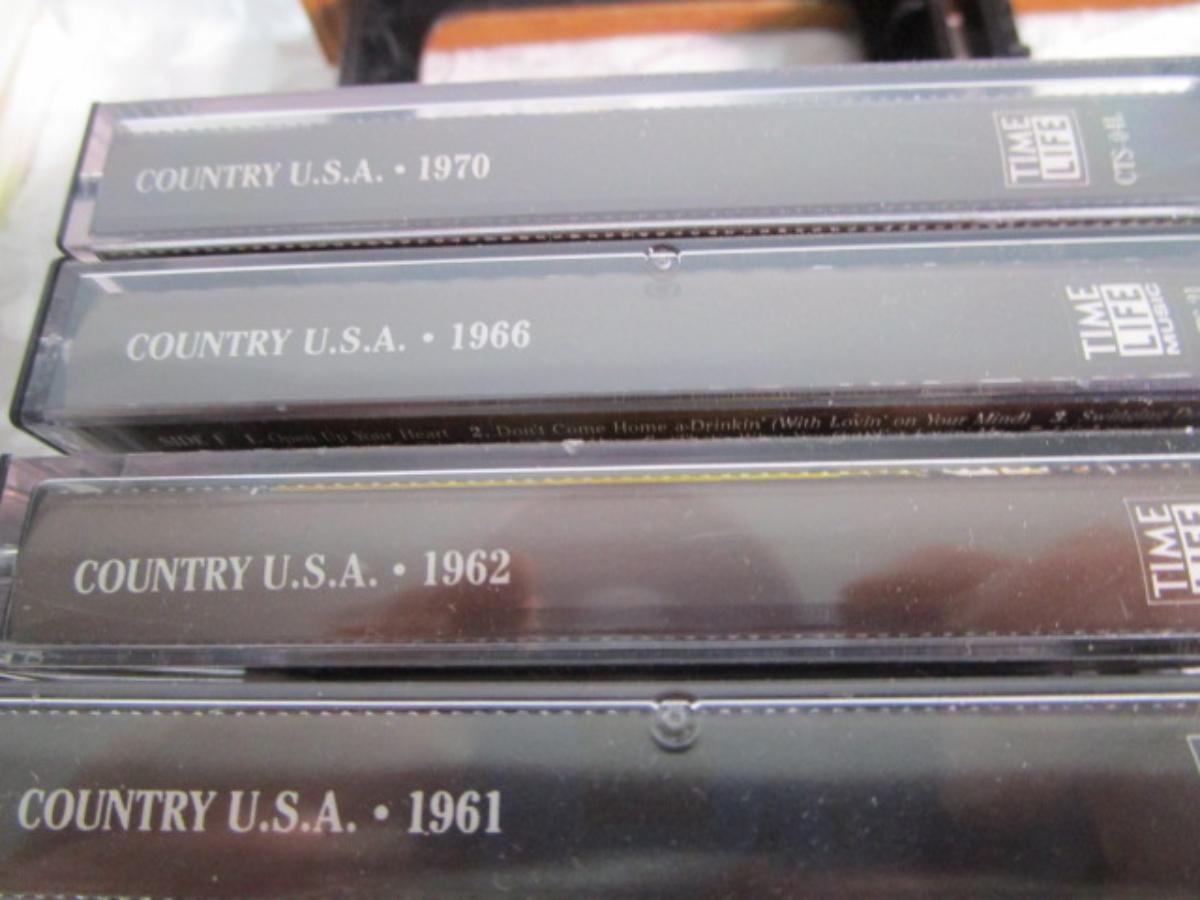 COUNTRY U.S.A. • 1970
TIME
LIFE
CTS-04L
COUNTRY U.S.A. • 1966
TIME
LIFE
MUSIC
SIDE 1 1. Open Up Your Heart 2. Don't Come Home a-Drinkin' (With Lovin' on Your Mind) 3.
COUNTRY U.S.A. • 1962
TIME
LIFE
COUNTRY U.S.A. • 1961